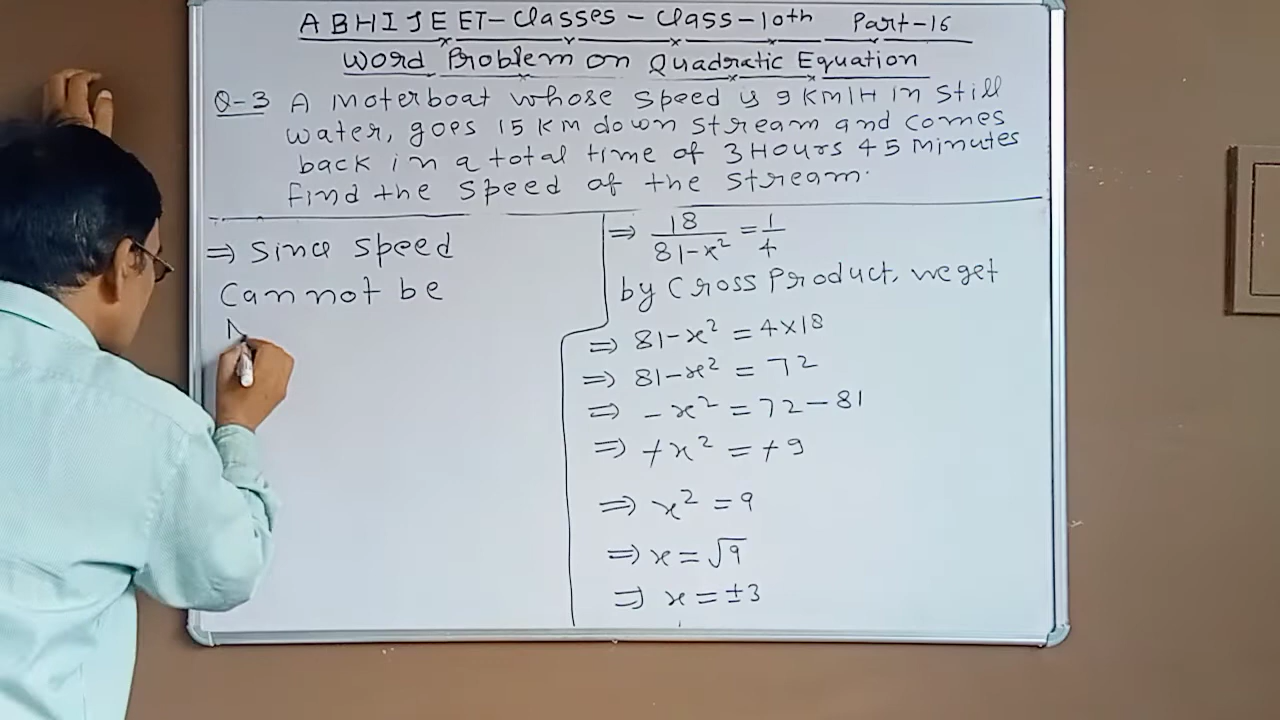 ABHIJEET-Classes-Class-10th Part-16
Word Problem on Quadratic Equation
Q-3 A moterboat whose speed is 9 KM/H in still
water, goes 15 KM down stream and comes
back in a total time of 3 Hours 45 minutes
find the speed of the stream.
⇒ Since speed
Cannot be
N
⇒ 18/(81-x²) = 1/4
by Cross Product, we get
⇒ 81-x² = 4×18
⇒ 81-x² = 72
⇒ -x² = 72-81
⇒ +x² = +9
⇒ x² = 9
⇒ x = √9
⇒ x = ±3